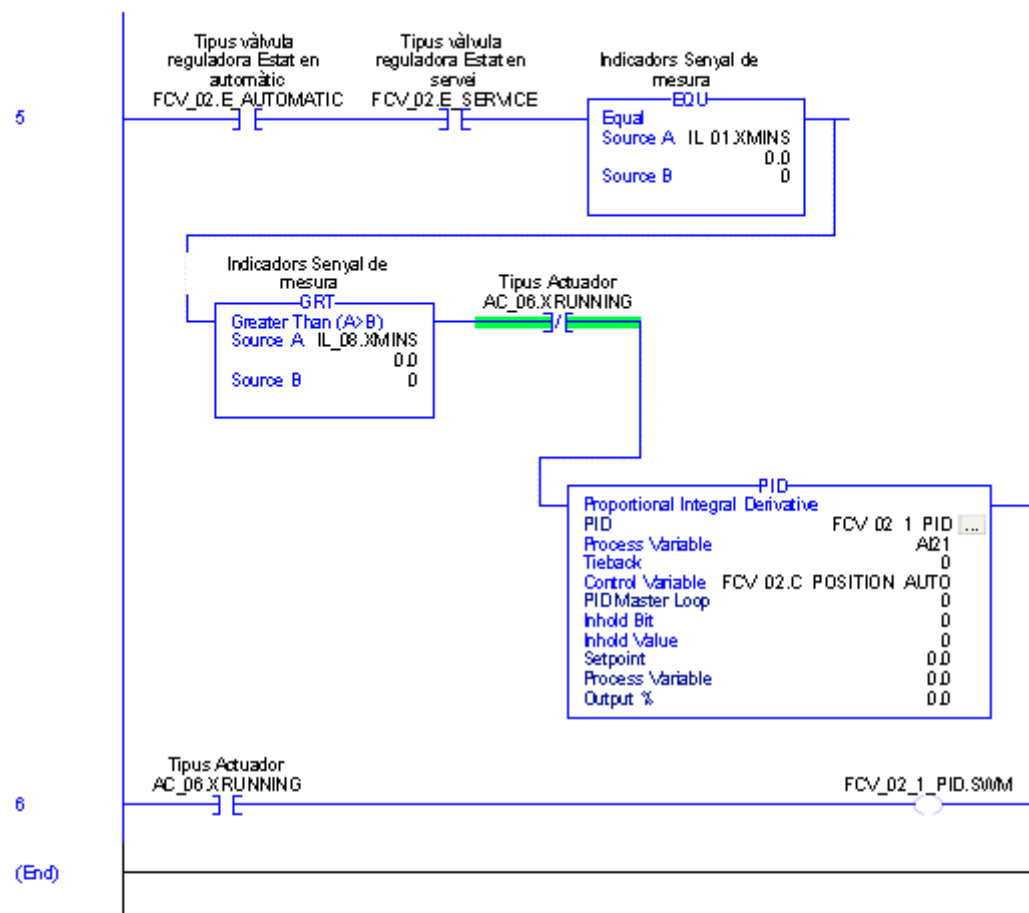 Tipus vàlvula
reguladora Estat en
automàtic
FCV_02.E_AUTOMATIC
Tipus vàlvula
reguladora Estat en
servei
FCV_02.E_SERVICE
Indicadors Senyal de
mesura
EQU
5
Equal
Source A IL_01.XMINS
0.0
Source B 0
Indicadors Senyal de
mesura
GRT
Greater Than (A>B)
Source A IL_08.XMINS
0.0
Source B 0
Tipus Actuador
AC_06.XRUNNING
PID
Proportional Integral Derivative
PID FCV_02_1_PID ...
Process Variable AI21
Tieback 0
Control Variable FCV_02.C_POSITION_AUTO
PID Master Loop 0
Inhold Bit 0
Inhold Value 0
Setpoint 0.0
Process Variable 0.0
Output % 0.0
Tipus Actuador
AC_06.XRUNNING
FCV_02_1_PID.SWM
6
(End)